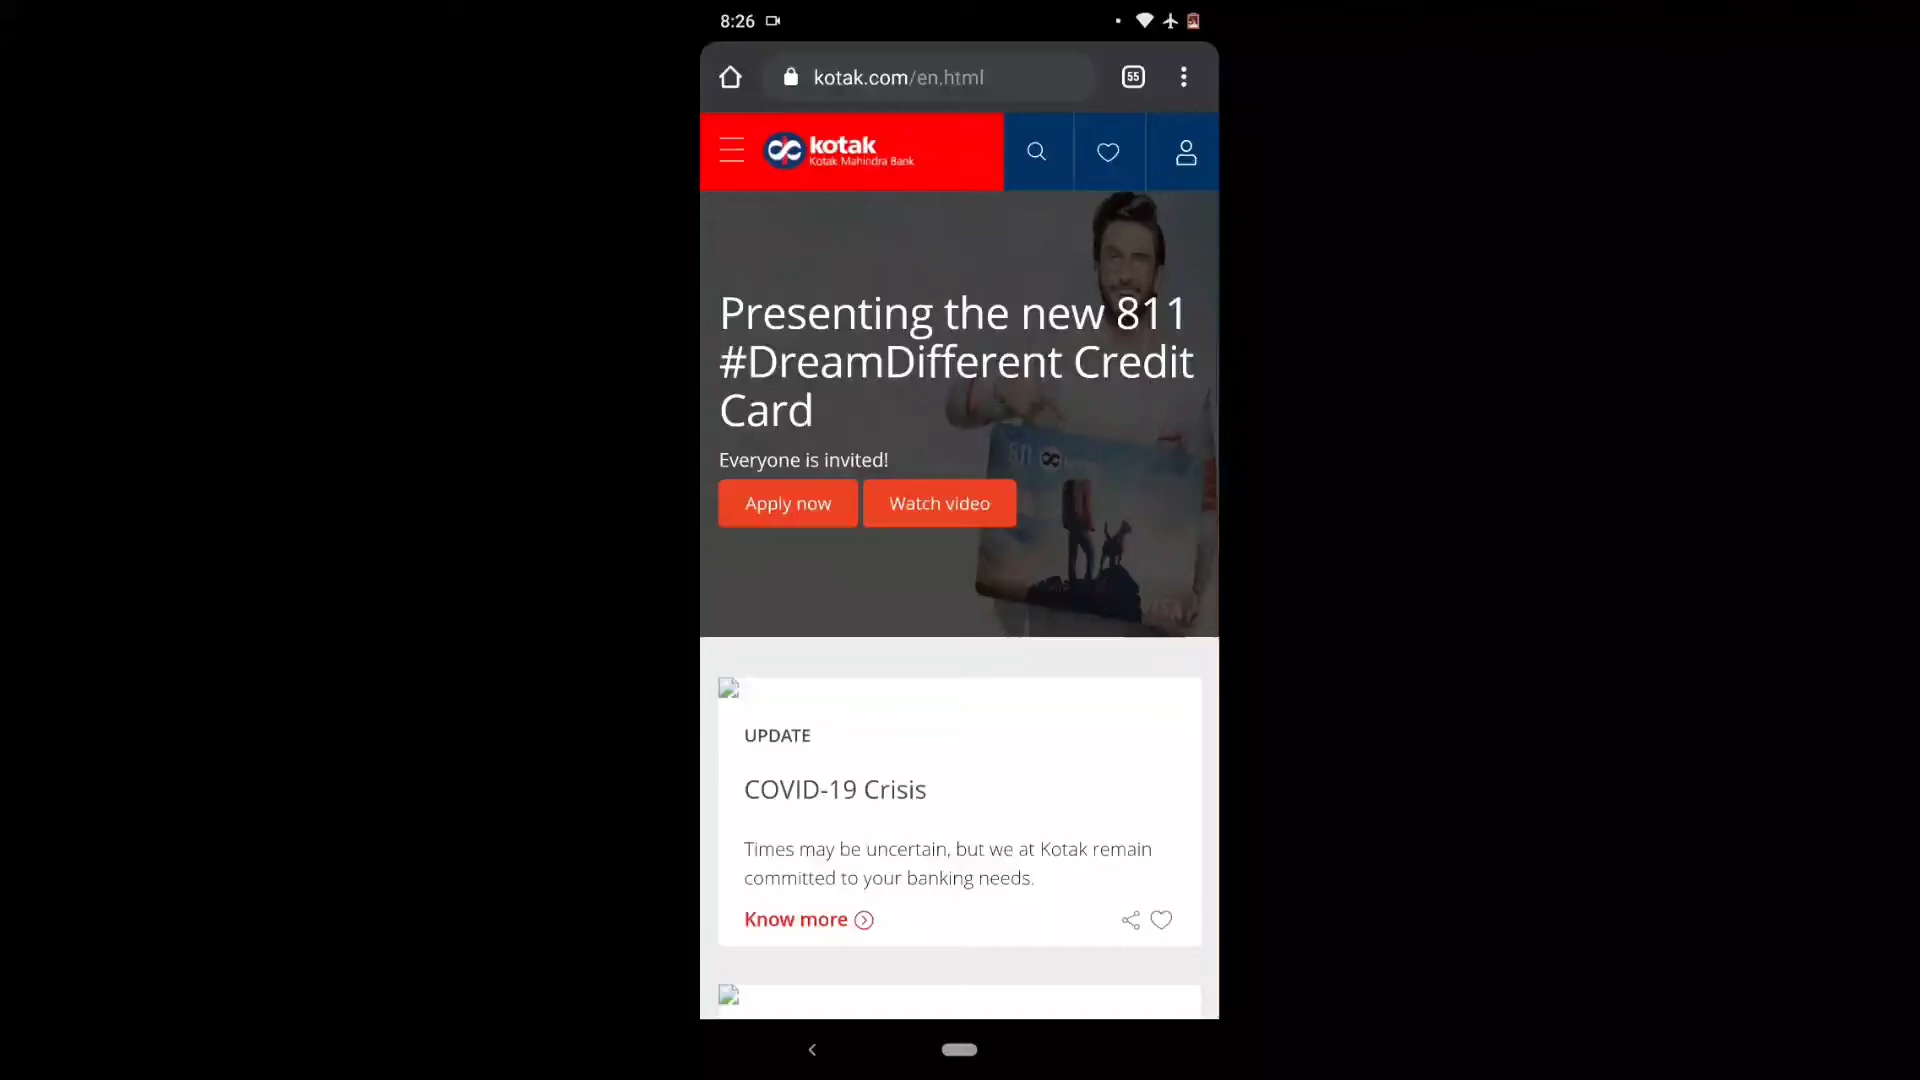 8:26
kotak.com/en.html
55
kotak
Kotak Mahindra Bank
Presenting the new 811
#DreamDifferent Credit
Card
Everyone is invited!
Apply now
Watch video
811
VISA
UPDATE
COVID-19 Crisis
Times may be uncertain, but we at Kotak remain
committed to your banking needs.
Know more